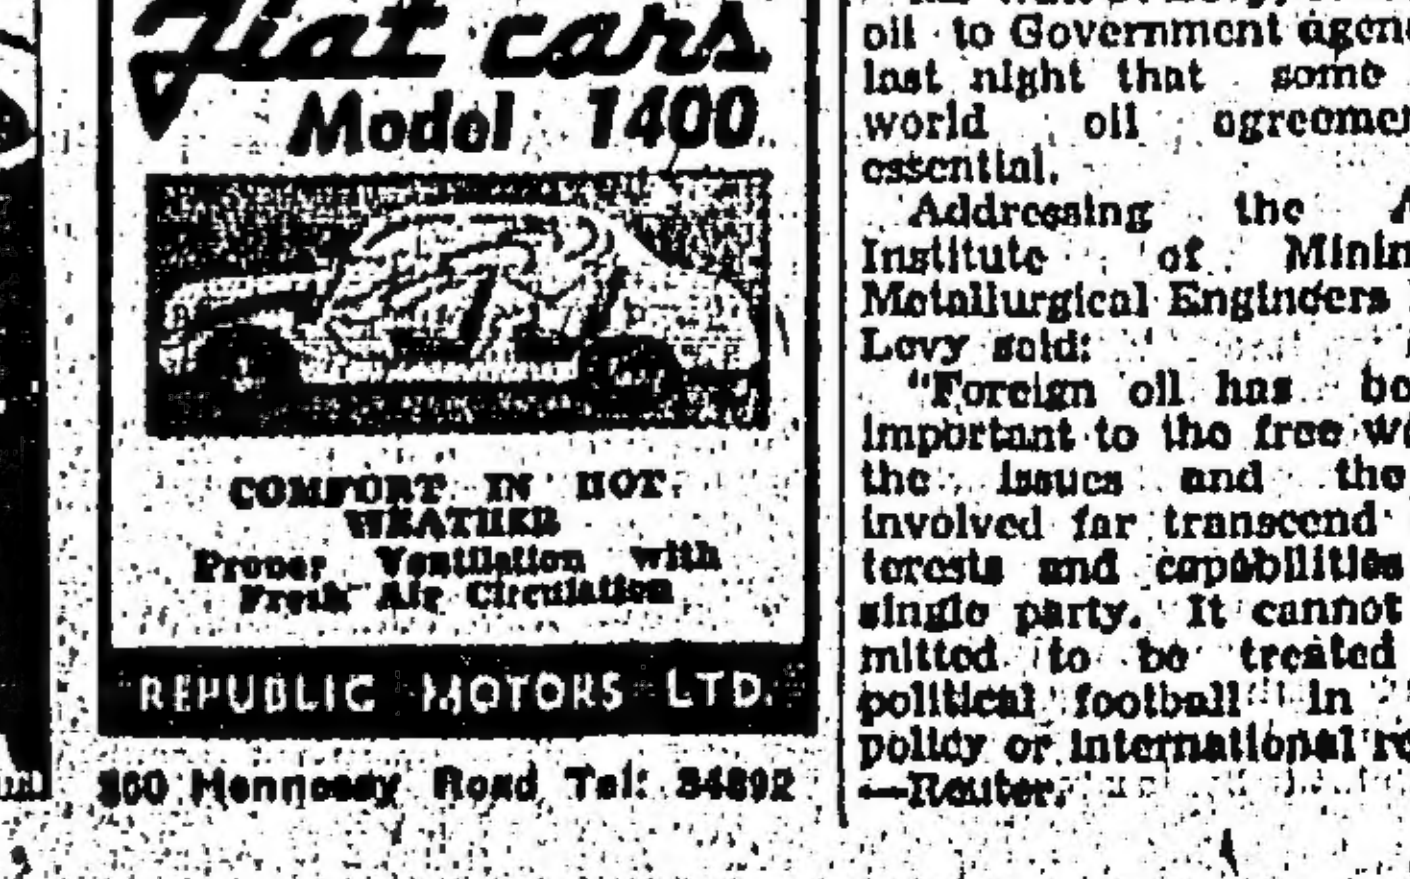 Fiat cars
Model 1400
COMFORT IN HOT
WEATHER
Proper Ventilation with
Fresh Air Circulation
REPUBLIC MOTORS LTD.
Hennessy Road Tel:
oil to Government
last night that some
world oil
essential.
Addressing the
Institute of
Metallurgical Engineers
Levy said:
"Foreign oil has
important to the free
the issues and the
involved far transcend
terests and capabilities
single party. It cannot
mitted to be treated
political football in
policy or international
—Reuter.